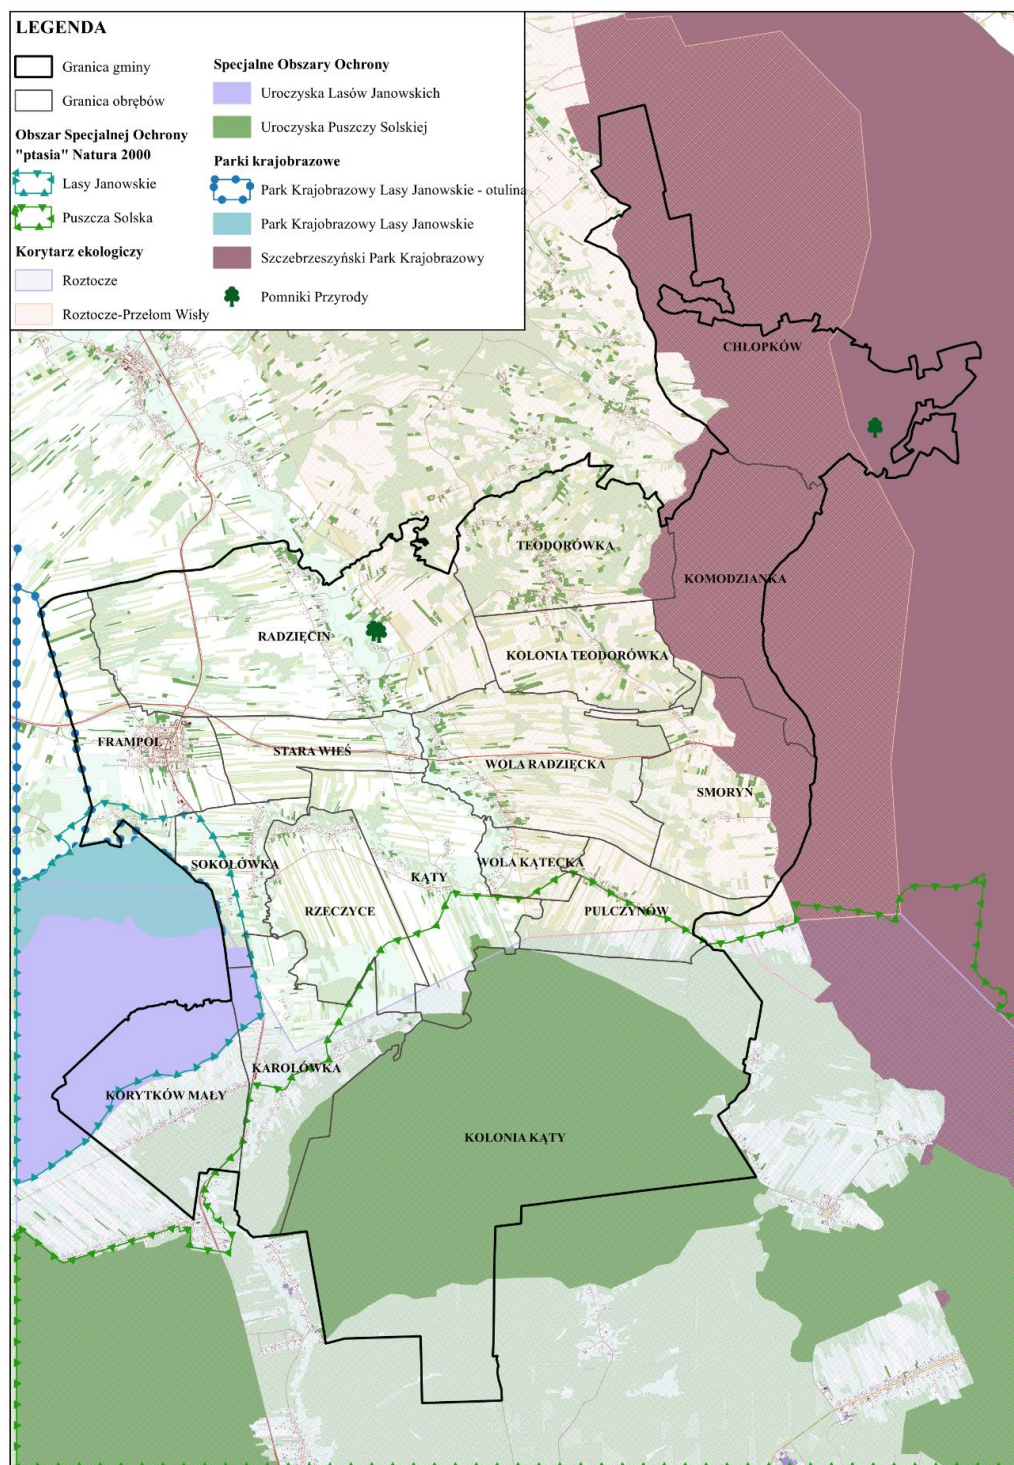 LEGENDA
Granica gminy
Granica obrębów
Obszar Specjalnej Ochrony
"ptasia" Natura 2000
Lasy Janowskie
Puszcza Solska
Korytarz ekologiczy
Roztocze
Roztocze-Przełom Wisły
Specjalne Obszary Ochrony
Uroczyska Lasów Janowskich
Uroczyska Puszczy Solskiej
Parki krajobrazowe
Park Krajobrazowy Lasy Janowskie - otulina
Park Krajobrazowy Lasy Janowskie
Szczebrzeszyński Park Krajobrazowy
Pomniki Przyrody
CHŁOPKÓW
TEODORÓWKA
KOMODZIANKA
RADZIĘCIN
KOLONIA TEODORÓWKA
FRAMPOL
STARA WIEŚ
WOLA RADZIĘCKA
SMORYN
SOKOŁÓWKA
WOLA KĄTECKA
KĄTY
RZECZYCE
PULCZYNÓW
KAROLÓWKA
KORYTKÓW MAŁY
KOLONIA KĄTY